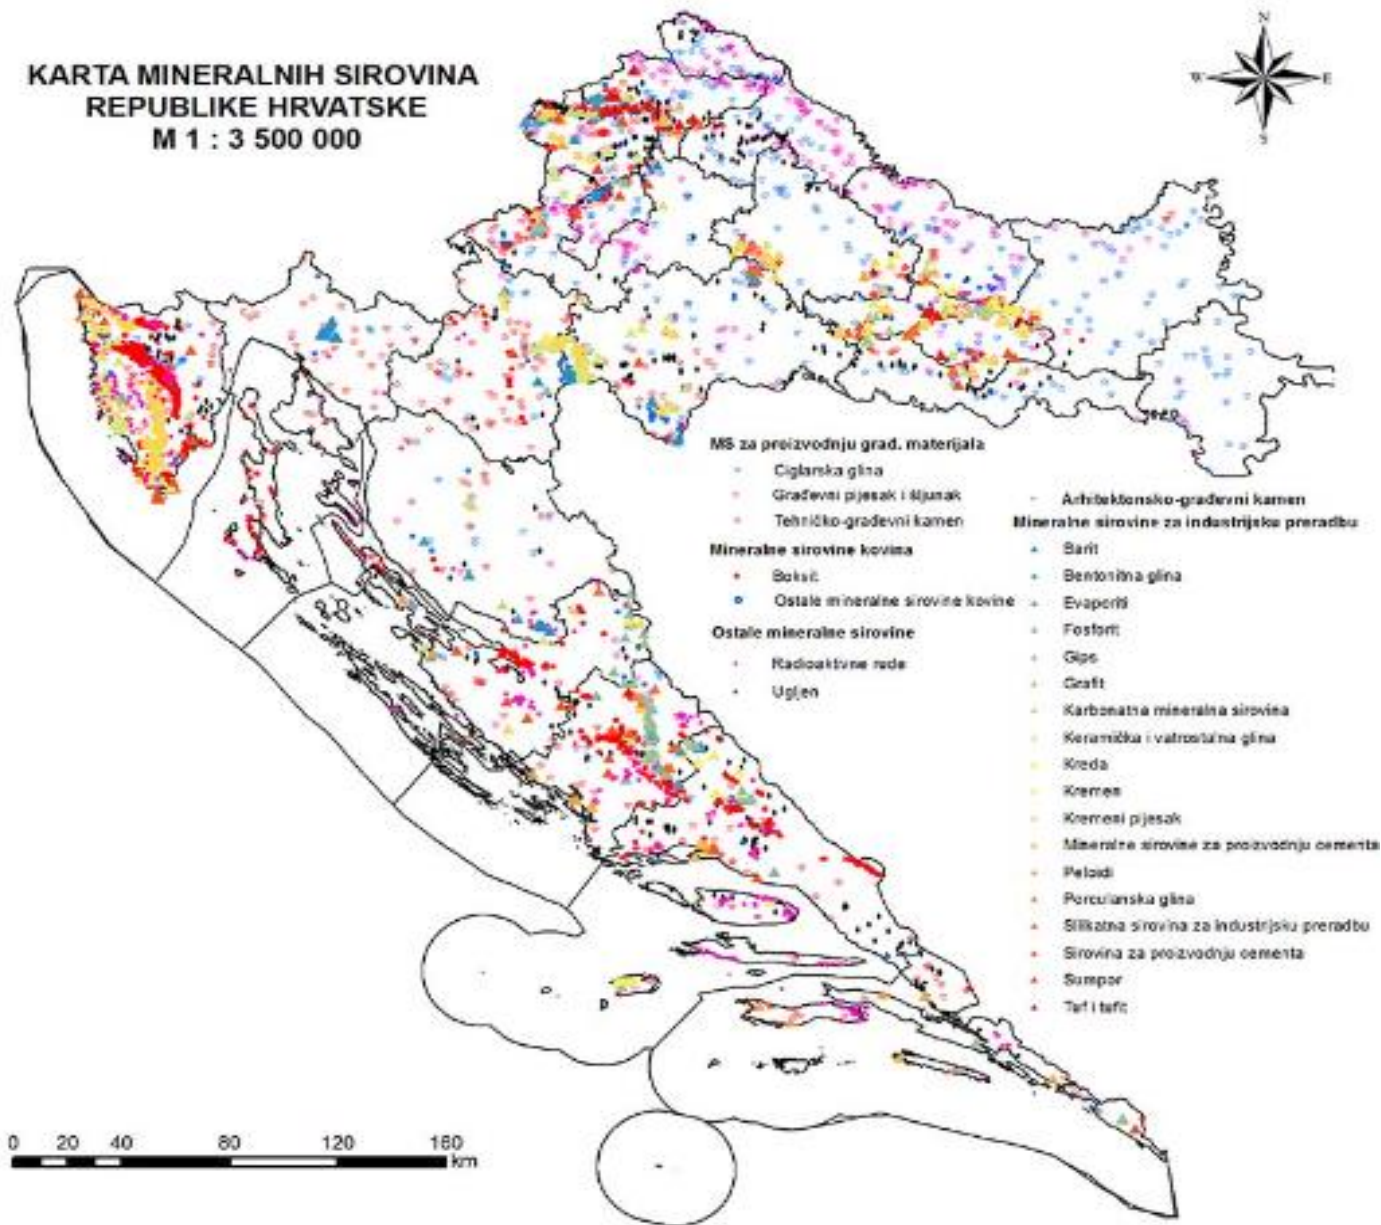 KARTA MINERALNIH SIROVINA
REPUBLIKE HRVATSKE
M 1 : 3 500 000
N
W
E
S
MS za proizvodnju grad. materijala
Ciglarska glina
Građevni pijesak i šljunak
Tehničko-građevni kamen
Mineralne sirovine kovina
Boksit
Ostale mineralne sirovine kovine
Ostale mineralne sirovine
Radioaktivne rude
Ugljen
Arhitektonsko-građevni kamen
Mineralne sirovine za industrijsku preradbu
Barit
Bentonitna glina
Evaporiti
Fosforit
Gips
Grafit
Karbonatna mineralna sirovina
Keramička i vatrostalna glina
Kreda
Kremen
Kremeni pijesak
Mineralne sirovine za proizvodnju cementa
Peloidi
Porculanska glina
Silikatna sirovina za industrijsku preradbu
Sirovina za proizvodnju cementa
Sumpor
Tuf i tufit
0 20 40 80 120 160
km